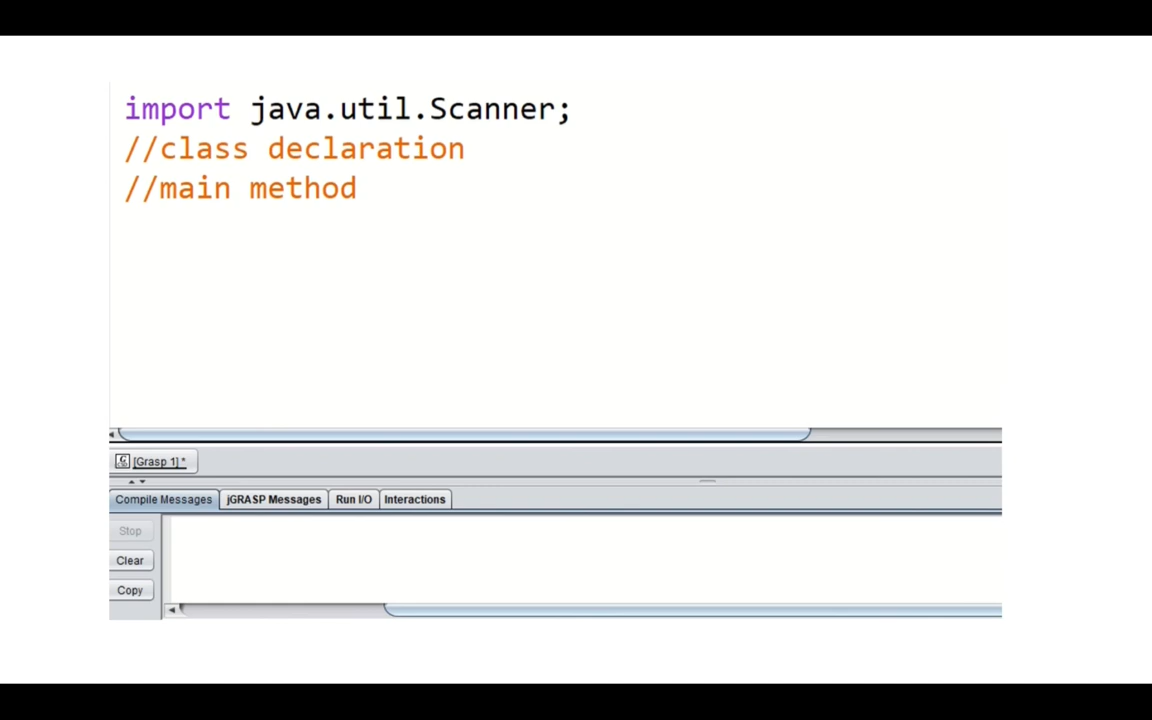 import java.util.Scanner;
//class declaration
//main method
[Grasp 1]*
Compile Messages jGRASP Messages Run I/O Interactions
Stop
Clear
Copy